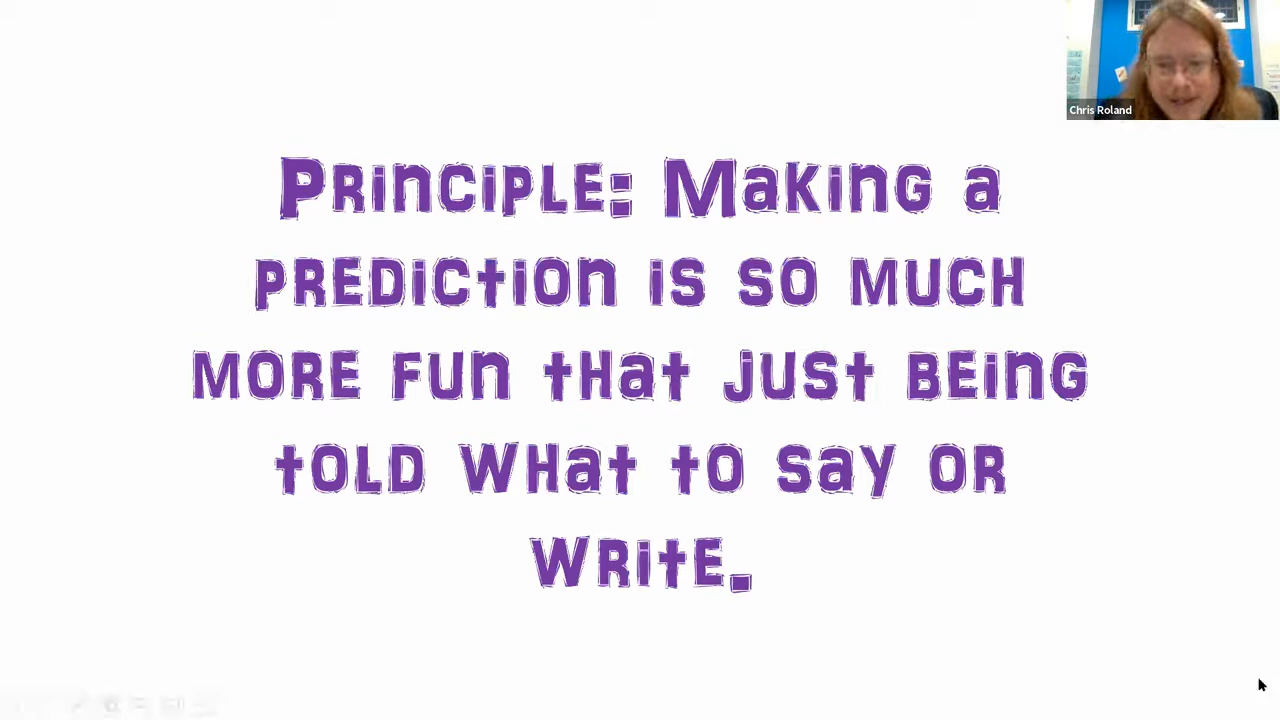 Chris Roland
Principle: Making a
prediction is so much
more fun that just being
told what to say or
write.